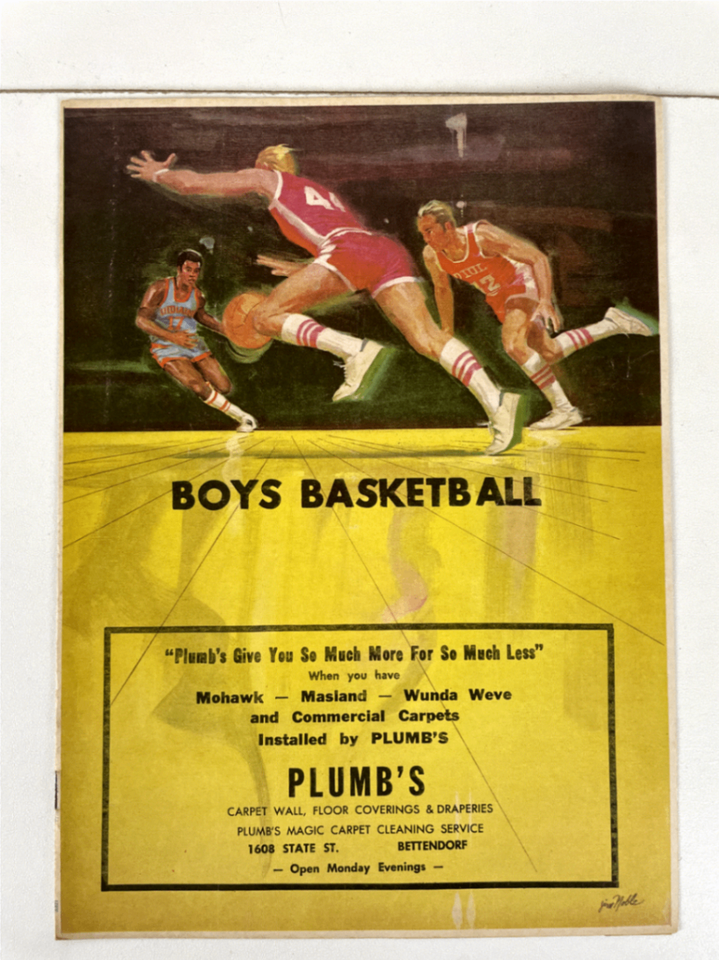 BOYS BASKETBALL
"Plumb's Give You So Much More For So Much Less"
When you have
Mohawk — Masland — Wunda Weve
and Commercial Carpets
Installed by PLUMB'S
PLUMB'S
CARPET WALL, FLOOR COVERINGS & DRAPERIES
PLUMB'S MAGIC CARPET CLEANING SERVICE
1608 STATE ST. BETTENDORF
— Open Monday Evenings —